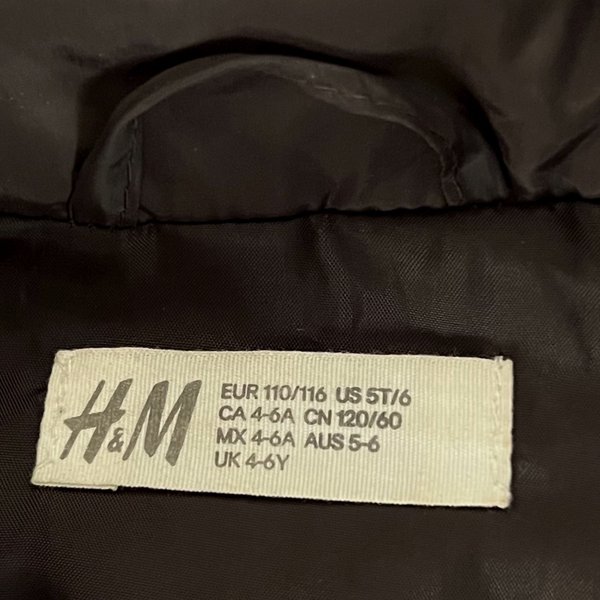 H&M
EUR 110/116 US 5T/6
CA 4-6A CN 120/60
MX 4-6A AUS 5-6
UK 4-6Y